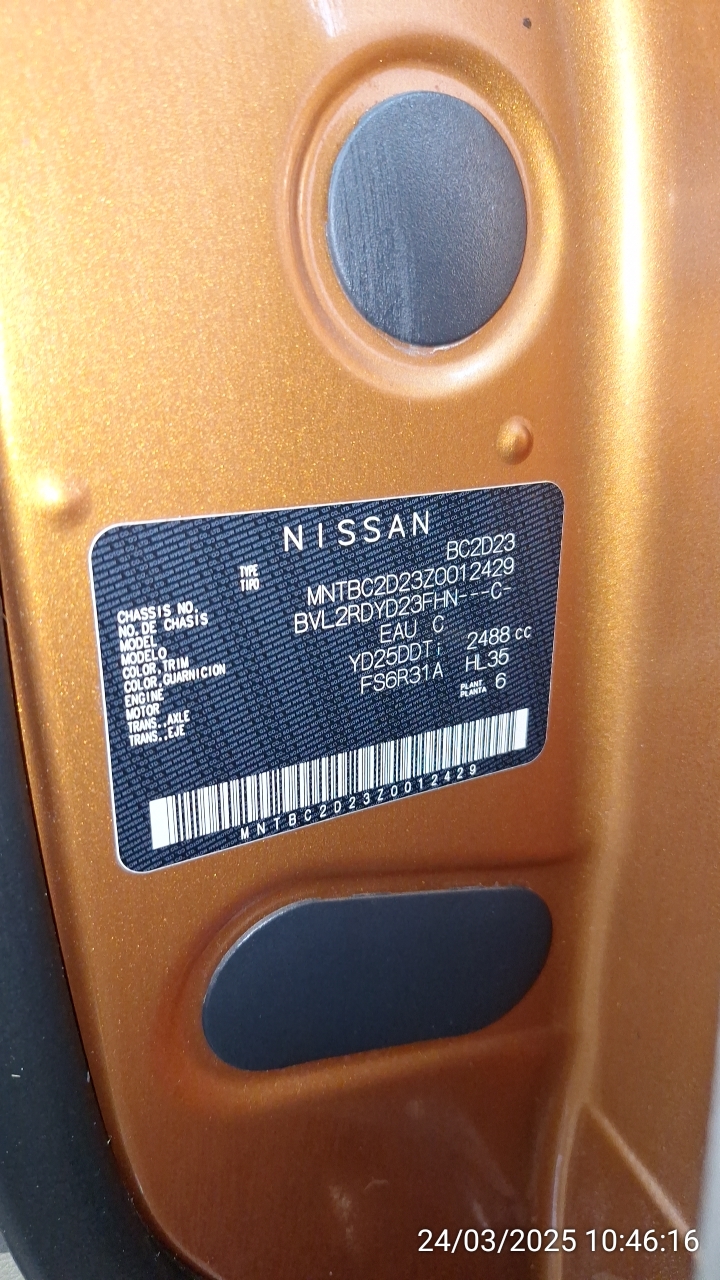 NISSAN
TYPE BC2D23
TIPO
CHASSIS NO. MNTBC2D23Z0012429
NO. DE CHASIS
MODEL BVL2RDYD23FHN---C-
MODELO
COLOR,TRIM EAU C
COLOR,GUARNICION
ENGINE YD25DDTi 2488 cc
MOTOR
TRANS.,AXLE FS6R31A HL35
TRANS.,EJE
PLANT 6
PLANTA
MNTBC2D23Z0012429
24/03/2025 10:46:16